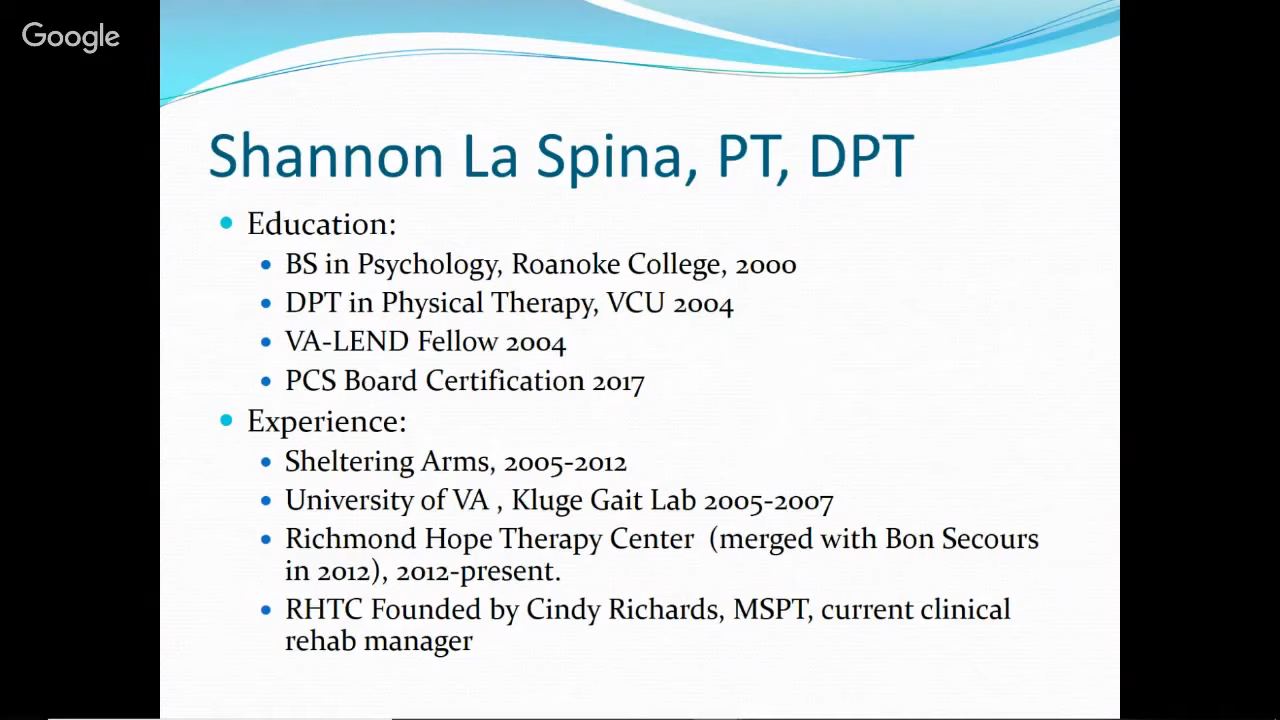 Google
Shannon La Spina, PT, DPT
Education:
BS in Psychology, Roanoke College, 2000
DPT in Physical Therapy, VCU 2004
VA-LEND Fellow 2004
PCS Board Certification 2017
Experience:
Sheltering Arms, 2005-2012
University of VA , Kluge Gait Lab 2005-2007
Richmond Hope Therapy Center (merged with Bon Secours
in 2012), 2012-present.
RHTC Founded by Cindy Richards, MSPT, current clinical
rehab manager